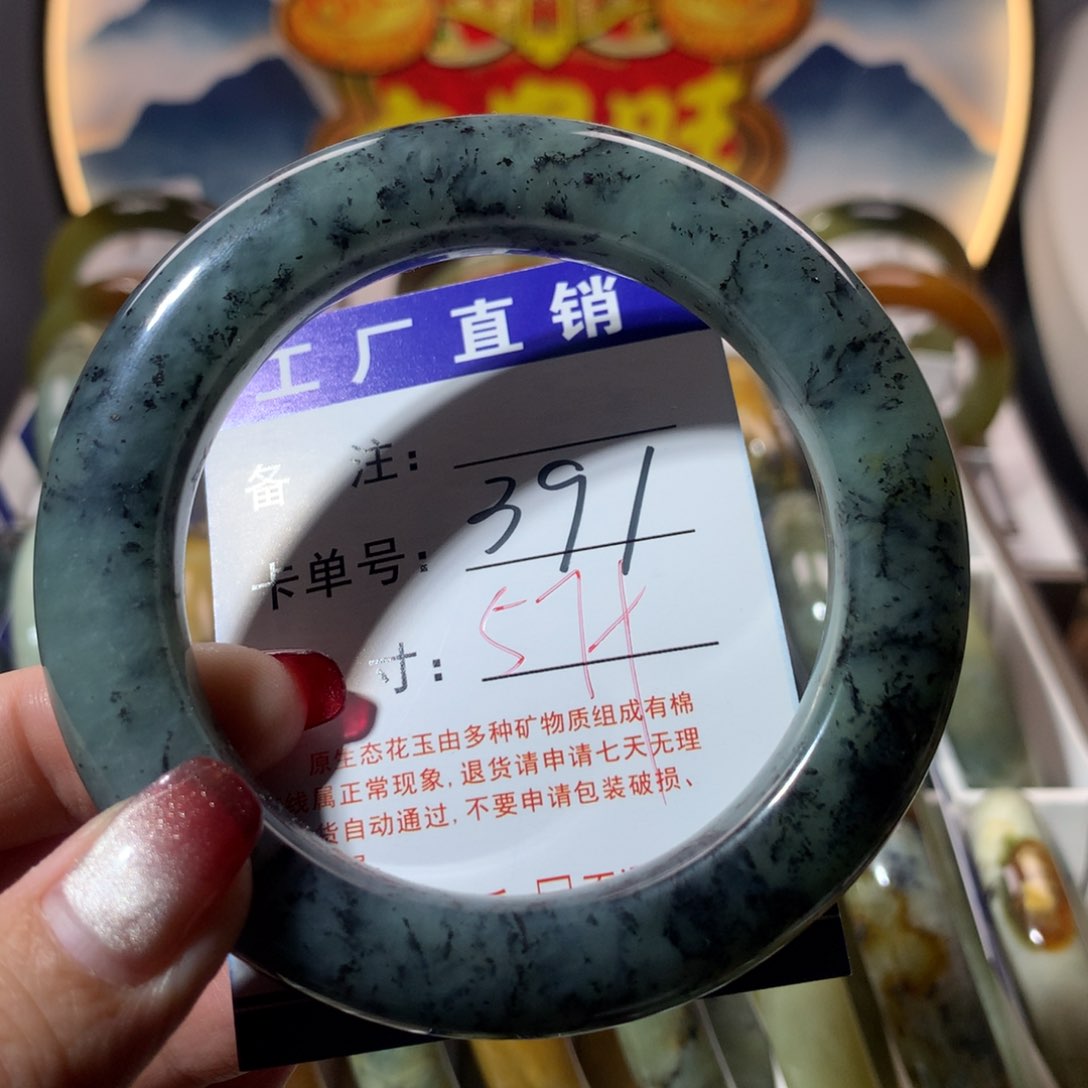 旺
工厂直销
备 注:
391
卡单号:
寸: 57
原生态花玉由多种矿物质组成有棉
线属正常现象,退货请申请七天无理
货自动通过,不要申请包装破损、